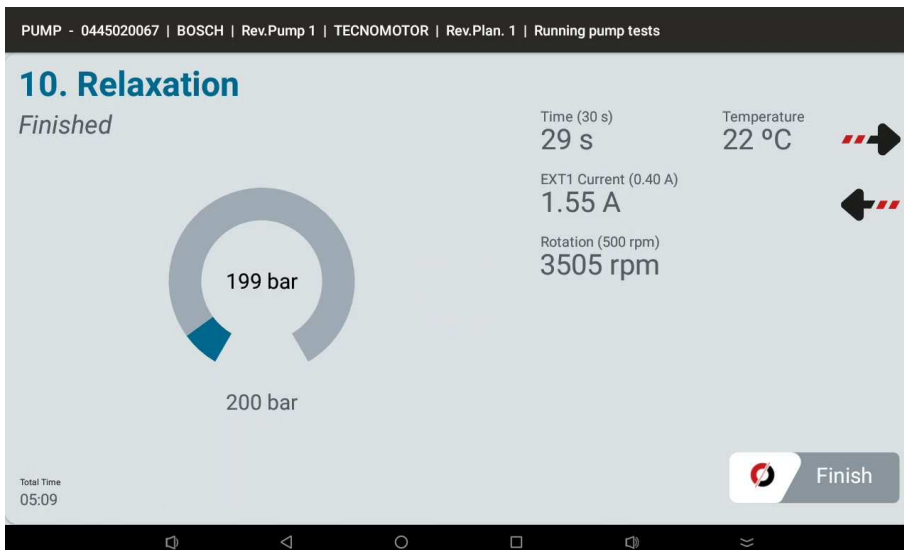 PUMP - 0445020067 | BOSCH | Rev.Pump 1 | TECNOMOTOR | Rev.Plan. 1 | Running pump tests
10. Relaxation
Finished
Time (30 s)
29 s
Temperature
22 ºC
EXT1 Current (0.40 A)
1.55 A
Rotation (500 rpm)
3505 rpm
199 bar
200 bar
Total Time
05:09
Finish